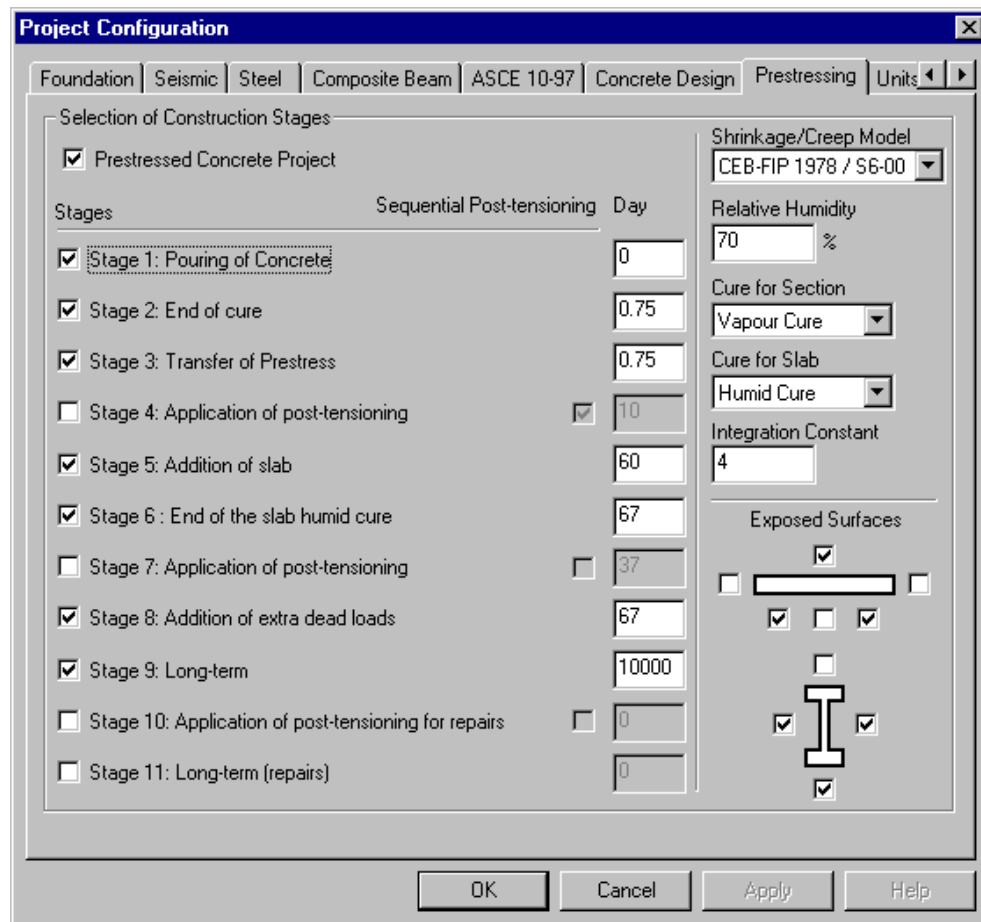 Project Configuration
Foundation Seismic Steel Composite Beam ASCE 10-97 Concrete Design Prestressing Units
Selection of Construction Stages
Prestressed Concrete Project
Stages Sequential Post-tensioning Day
Stage 1: Pouring of Concrete 0
Stage 2: End of cure 0.75
Stage 3: Transfer of Prestress 0.75
Stage 4: Application of post-tensioning 10
Stage 5: Addition of slab 60
Stage 6 : End of the slab humid cure 67
Stage 7: Application of post-tensioning 37
Stage 8: Addition of extra dead loads 67
Stage 9: Long-term 10000
Stage 10: Application of post-tensioning for repairs 0
Stage 11: Long-term (repairs) 0
Shrinkage/Creep Model
CEB-FIP 1978 / S6-00
Relative Humidity
70 %
Cure for Section
Vapour Cure
Cure for Slab
Humid Cure
Integration Constant
4
Exposed Surfaces
OK Cancel Apply Help